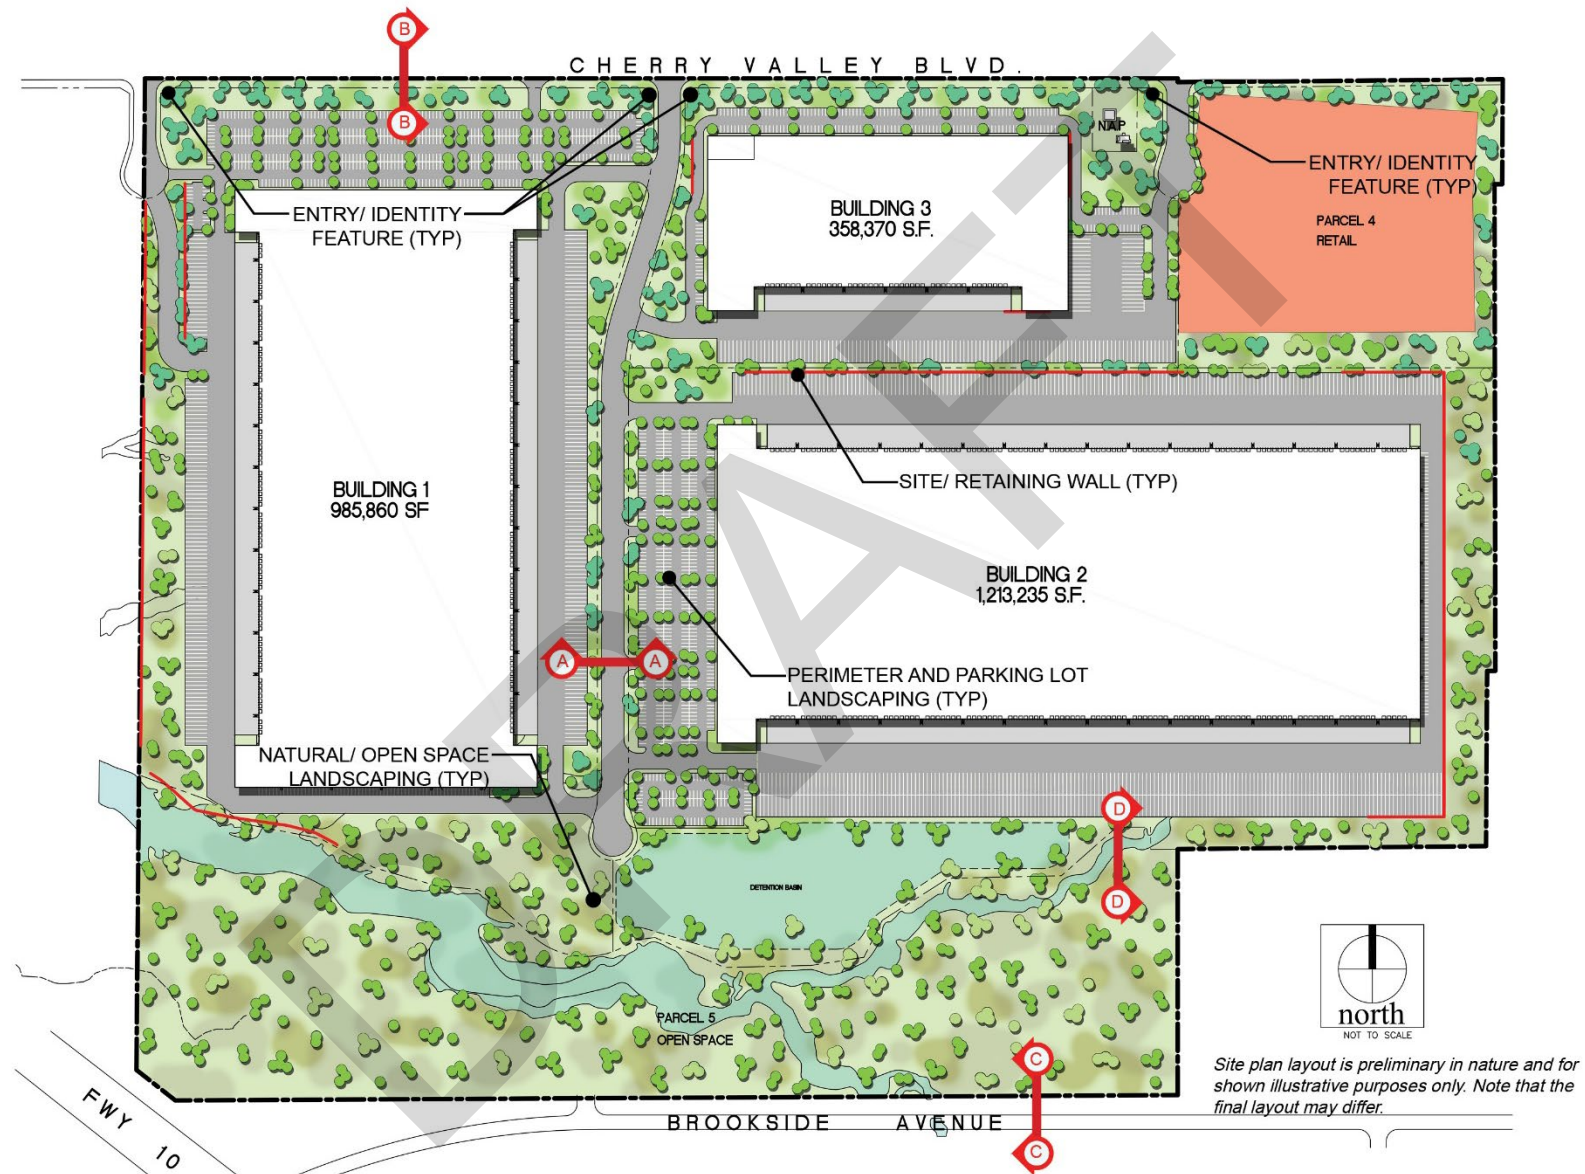 B
CHERRY VALLEY BLVD.
B
NAP
ENTRY/ IDENTITY
FEATURE (TYP)
ENTRY/ IDENTITY
FEATURE (TYP)
BUILDING 3
358,370 S.F.
PARCEL 4
RETAIL
BUILDING 1
985,860 SF
SITE/ RETAINING WALL (TYP)
BUILDING 2
1,213,235 S.F.
A
A
PERIMETER AND PARKING LOT
LANDSCAPING (TYP)
NATURAL/ OPEN SPACE
LANDSCAPING (TYP)
D
DETENTION BASIN
D
PARCEL 5
OPEN SPACE
north
NOT TO SCALE
C
Site plan layout is preliminary in nature and for
shown illustrative purposes only. Note that the
final layout may differ.
FWY 10
BROOKSIDE AVENUE
C
DRAFT